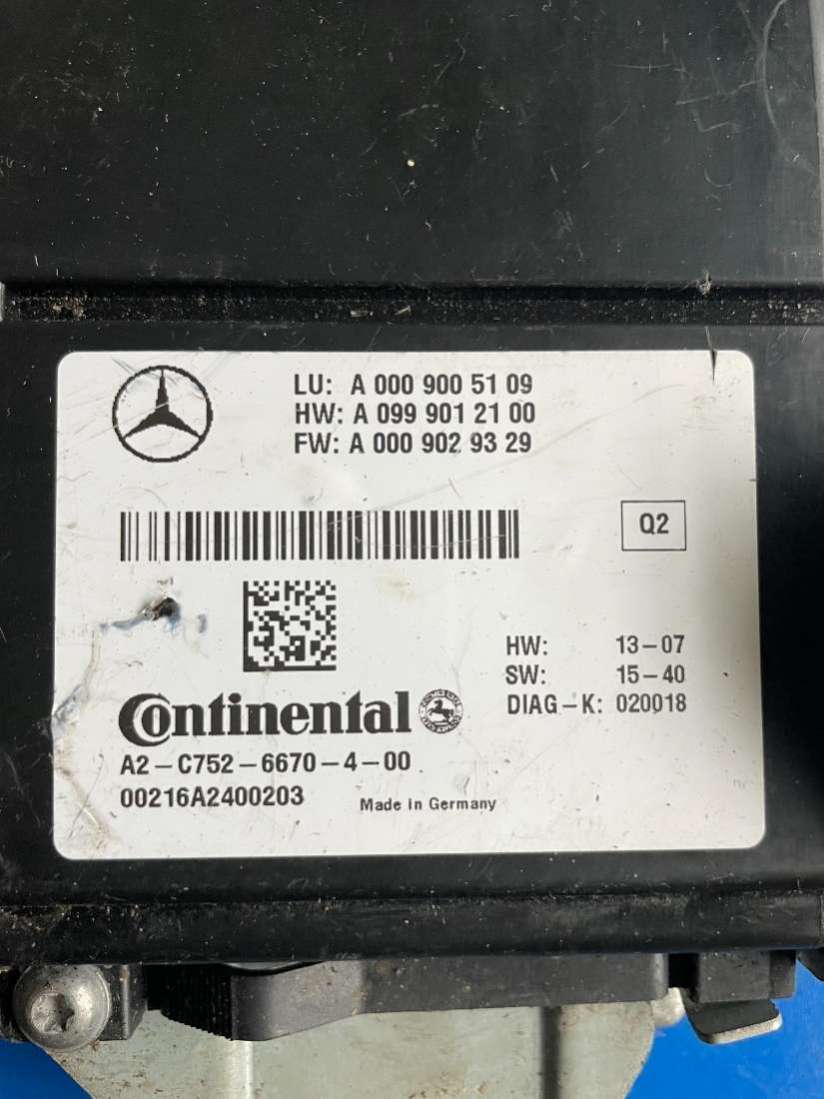 LU: A 000 900 51 09
HW: A 099 901 21 00
FW: A 000 902 93 29
Q2
HW: 13-07
SW: 15-40
DIAG-K: 020018
Continental
A2-C752-6670-4-00
00216A2400203
Made in Germany